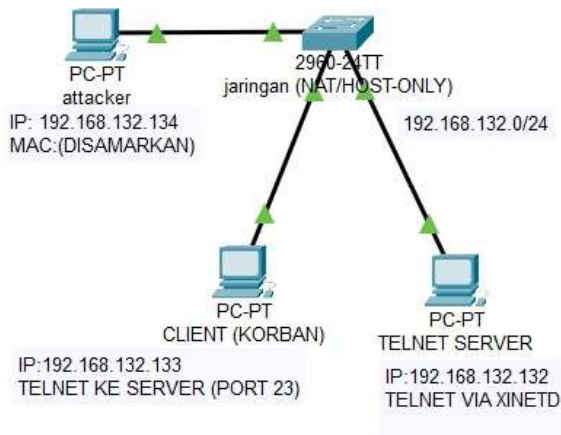 PC-PT
attacker
IP: 192.168.132.134
MAC:(DISAMARKAN)
2960-24TT
jaringan (NAT/HOST-ONLY)
192.168.132.0/24
PC-PT
CLIENT (KORBAN)
IP:192.168.132.133
TELNET KE SERVER (PORT 23)
PC-PT
TELNET SERVER
IP:192.168.132.132
TELNET VIA XINETD